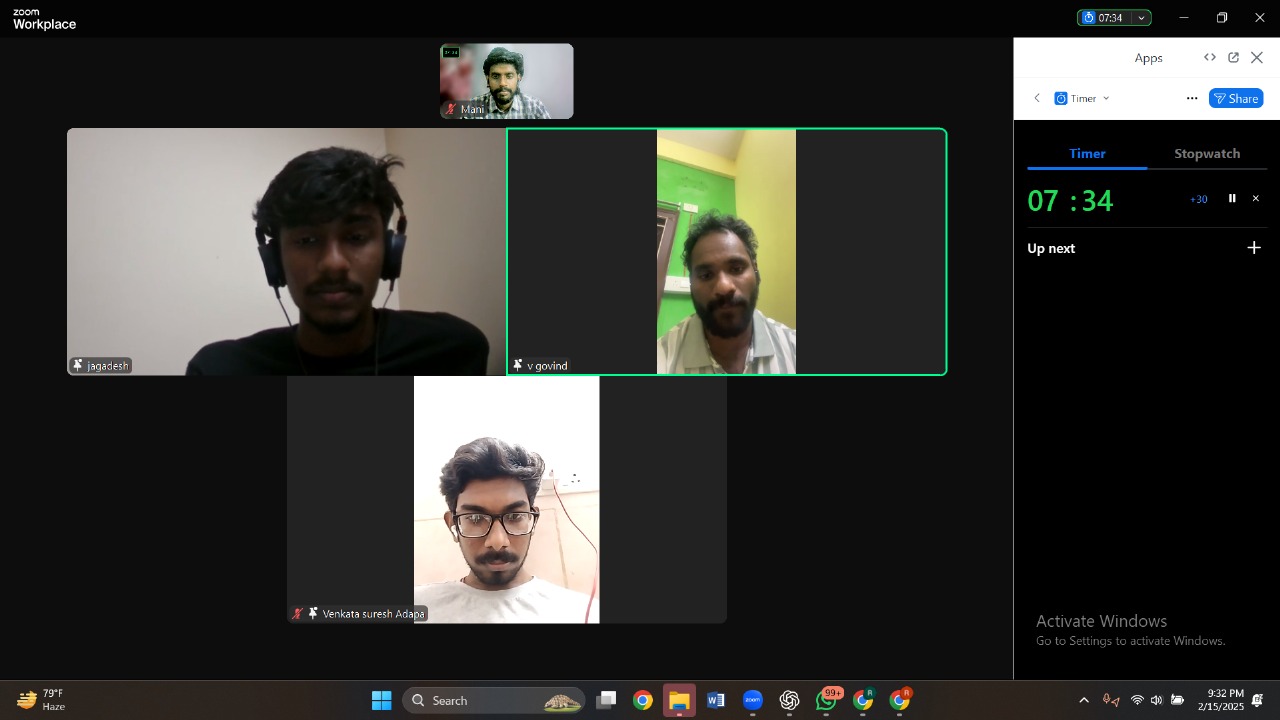 zoom
Workplace
07:34
Mani
jagadesh
v govind
Venkata suresh Adapa
Apps
Timer
Share
Timer
Stopwatch
07 : 34
+30
Up next
Activate Windows
Go to Settings to activate Windows.
79°F
Haze
Search
zoom
99+
R
R
9:32 PM
2/15/2025